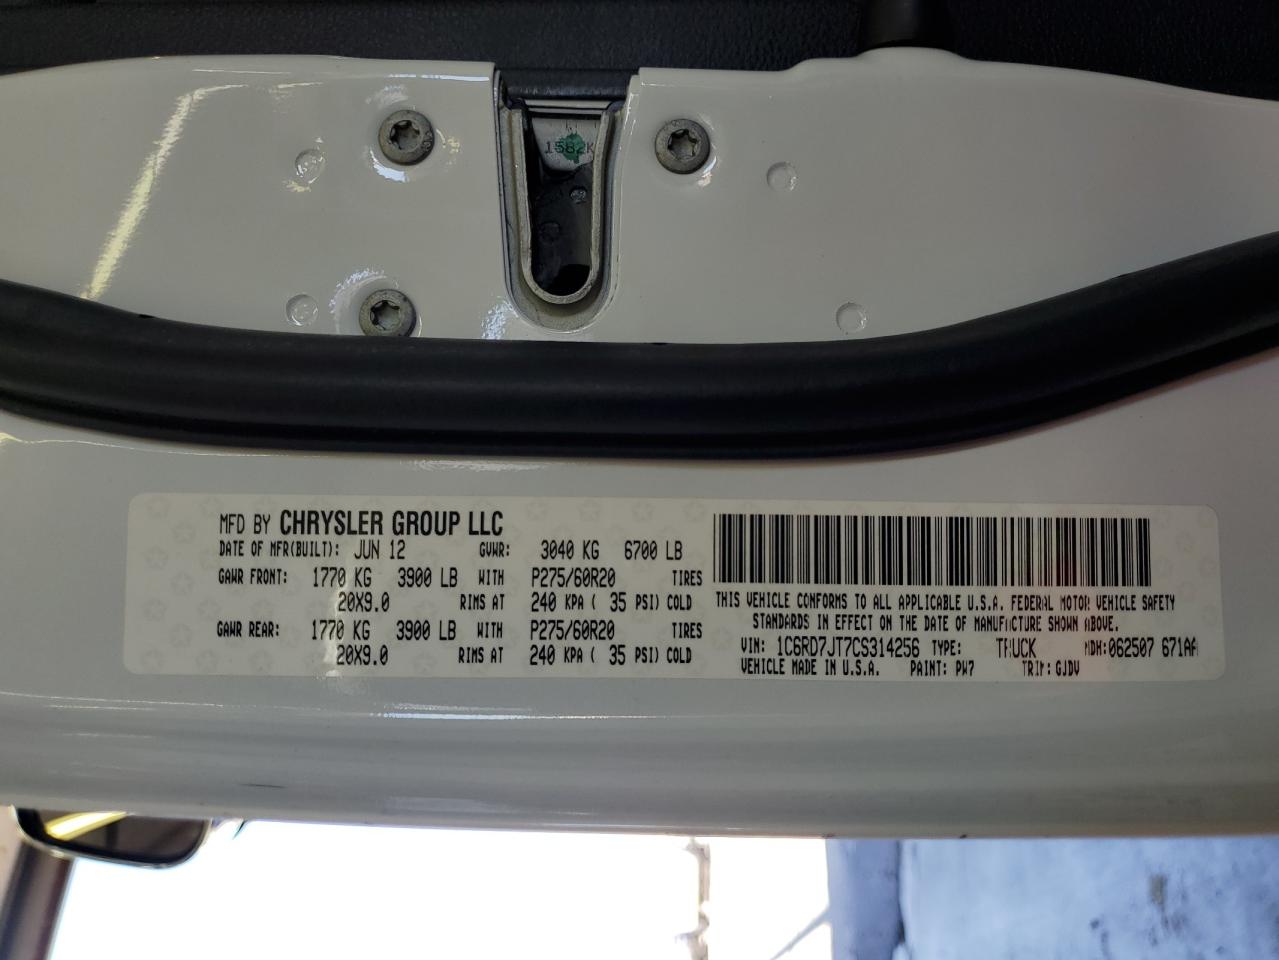 1582K
MFD BY CHRYSLER GROUP LLC
DATE OF MFR(BUILT): JUN 12 GVWR: 3040 KG 6700 LB
GAWR FRONT: 1770 KG 3900 LB WITH P275/60R20 TIRES
20X9.0 RIMS AT 240 KPA ( 35 PSI) COLD
GAWR REAR: 1770 KG 3900 LB WITH P275/60R20 TIRES
20X9.0 RIMS AT 240 KPA ( 35 PSI) COLD
THIS VEHICLE CONFORMS TO ALL APPLICABLE U.S.A. FEDERAL MOTOR VEHICLE SAFETY
STANDARDS IN EFFECT ON THE DATE OF MANUFACTURE SHOWN ABOVE.
VIN: 1C6RD7JT7CS314256 TYPE: TRUCK MDH: 062507 671AA
VEHICLE MADE IN U.S.A. PAINT: PW7 TRIM: GJDV